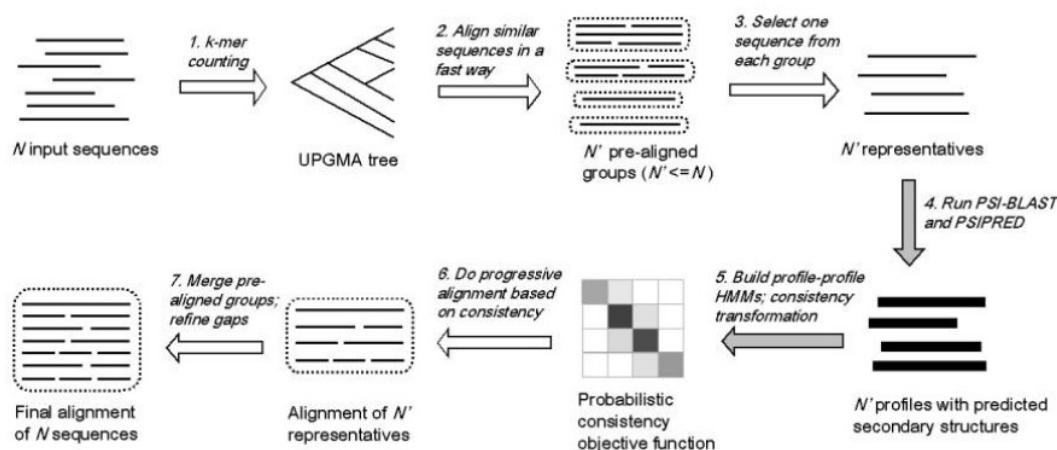 1. k-mer
counting
2. Align similar
sequences in a
fast way
3. Select one
sequence from
each group
N input sequences
UPGMA tree
N' pre-aligned
groups (N'<=N)
N' representatives
4. Run PSI-BLAST
and PSIPRED
7. Merge pre-
aligned groups;
refine gaps
6. Do progressive
alignment based
on consistency
5. Build profile-profile
HMMs; consistency
transformation
Final alignment
of N sequences
Alignment of N'
representatives
Probabilistic
consistency
objective function
N' profiles with predicted
secondary structures